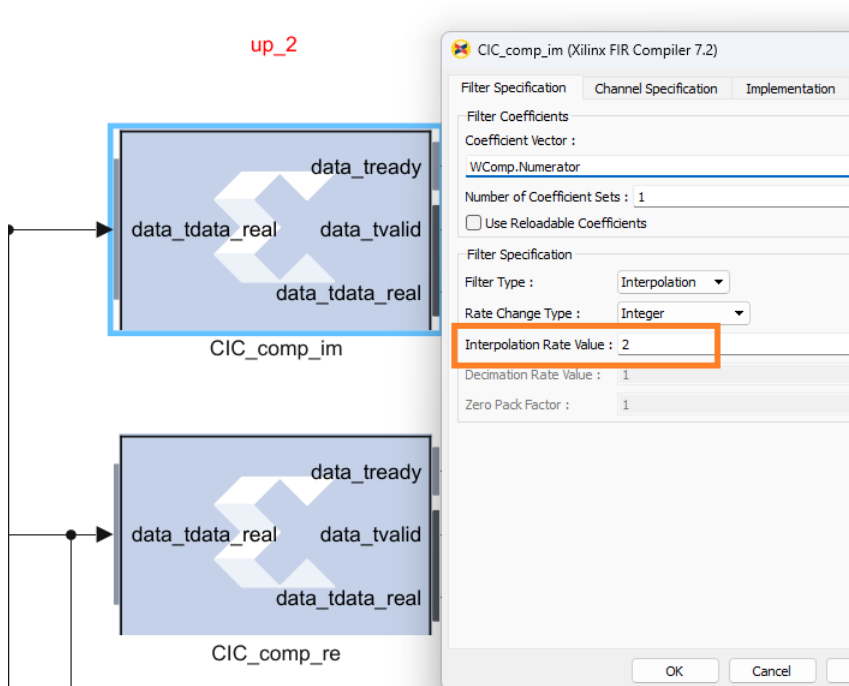 up_2
data_tready
data_tdata_real data_tvalid
data_tdata_real
CIC_comp_im
data_tready
data_tdata_real data_tvalid
data_tdata_real
CIC_comp_re
CIC_comp_im (Xilinx FIR Compiler 7.2)
Filter Specification Channel Specification Implementation
Filter Coefficients
Coefficient Vector :
WComp.Numerator
Number of Coefficient Sets : 1
Use Reloadable Coefficients
Filter Specification
Filter Type : Interpolation
Rate Change Type : Integer
Interpolation Rate Value : 2
Decimation Rate Value : 1
Zero Pack Factor : 1
OK Cancel